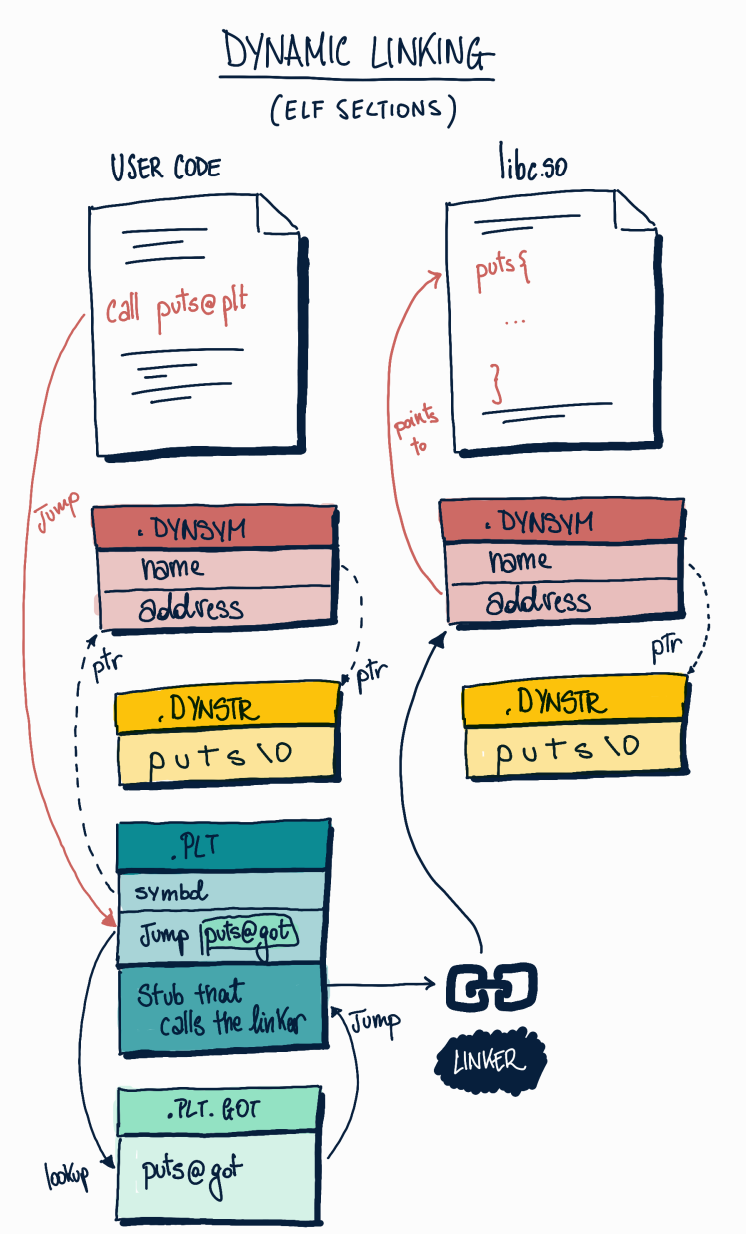 DYNAMIC LINKING
(ELF SECTIONS)
USER CODE
call puts@plt
Jump
.DYNSYM
name
address
ptr
ptr
.DYNSTR
puts\0
.PLT
symbol
Jump puts@got
Stub that
calls the linker
Jump
.PLT.GOT
puts@got
lookup
libc.so
puts{
...
}
points
to
.DYNSYM
name
address
ptr
.DYNSTR
puts\0
LINKER